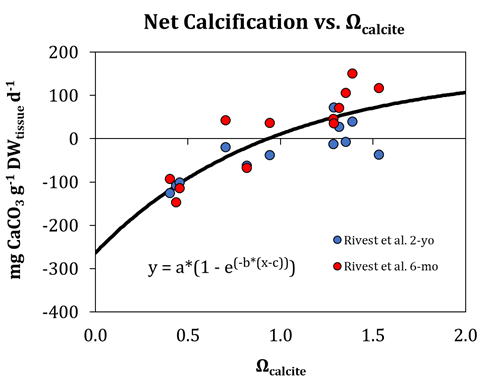 Net Calcification vs. Ωcalcite
mg CaCO₃ g⁻¹ DWtissue d⁻¹
200
100
0
-100
-200
-300
-400
Rivest et al. 2-yo
Rivest et al. 6-mo
y = a*(1 - e(-b*(x-c)))
0.0 0.5 1.0 1.5 2.0
Ωcalcite